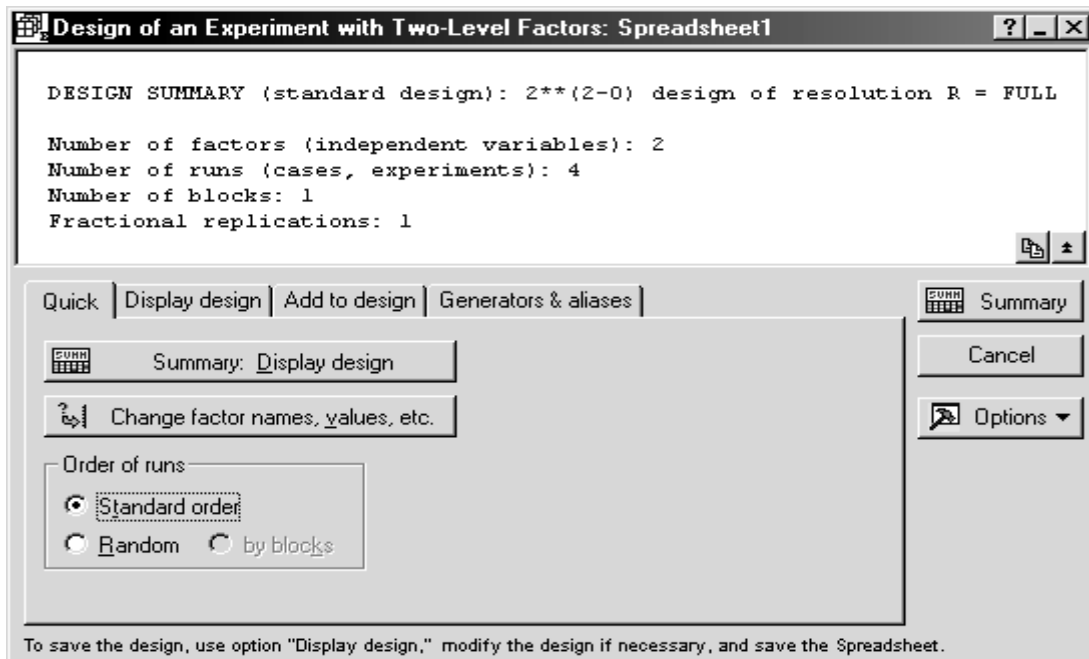 Design of an Experiment with Two-Level Factors: Spreadsheet1
DESIGN SUMMARY (standard design): 2**(2-0) design of resolution R = FULL
Number of factors (independent variables): 2
Number of runs (cases, experiments): 4
Number of blocks: 1
Fractional replications: 1
Quick Display design Add to design Generators & aliases
Summary
Summary: Display design
Cancel
Change factor names, values, etc.
Options
Order of runs
Standard order
Random by blocks
To save the design, use option "Display design," modify the design if necessary, and save the Spreadsheet.